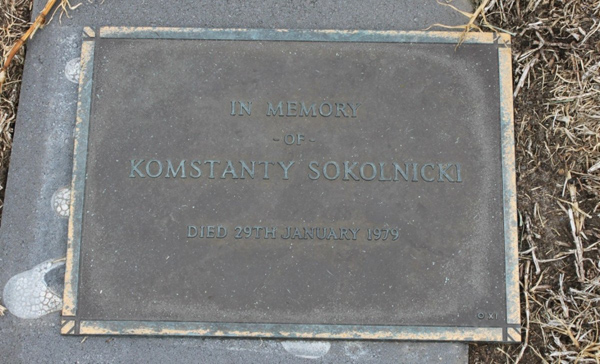 IN MEMORY
- OF -
KOMSTANTY SOKOLNICKI
DIED 29TH JANUARY 1979